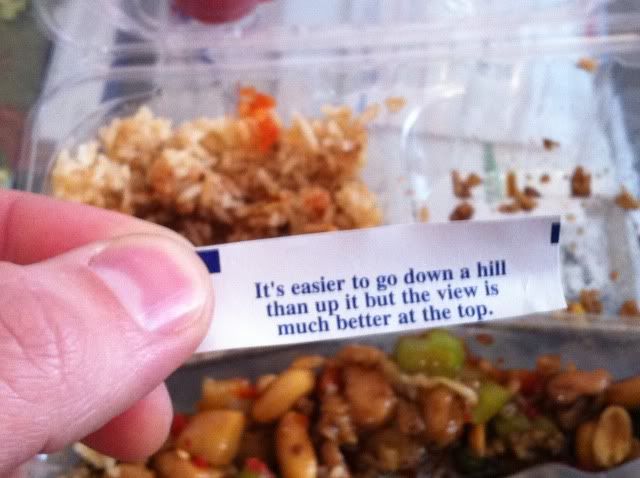 It's easier to go down a hill
than up it but the view is
much better at the top.